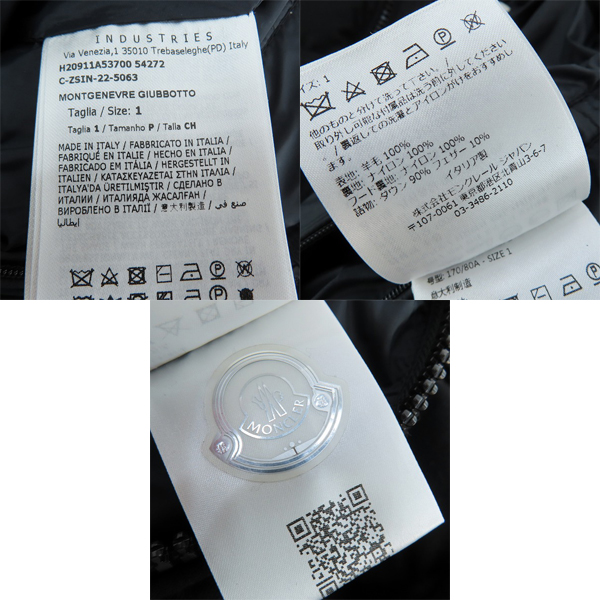 INDUSTRIES
Via Venezia,1 35010 Trebaseleghe(PD) Italy
H20911A53700 54272
C-ZSIN-22-5063
MONTGENEVRE GIUBBOTTO
Taglia / Size: 1
Taglia 1 / Tamanho P / Talla CH
MADE IN ITALY / FABBRICATO IN ITALIA /
FABRIQUÉ EN ITALIE / HECHO EN ITALIA /
FABRICADO EM ITÁLIA / HERGESTELLT IN
ITALIEN / ΚΑΤΑΣΚΕΥΑΖΕΤΑΙ ΣΤΗΝ ΙΤΑΛΙΑ /
ITALYA'DA ÜRETILMIŞTIR / СДЕЛАНО В
ИТАЛИИ / ИТАЛИЯДА ЖАСАЛҒАН /
ВИРОБЛЕНО В ІТАЛІЇ / 意大利製造 / صنع في
إيطاليا
イズ: 1
他のものと分けて洗って下さい。/
取り外し可能付属品は洗う前に外してください
/ 裏返しての洗濯とアイロンがけをおすすめし
ます。
表地: 毛 100%
裏地: ナイロン 100%
フード裏地: ナイロン 100%
詰物: ダウン 90% フェザー 10%
イタリア製
株式会社モンクレール ジャパン
〒107-0061 東京都港区北青山3-6-7
03-3486-2110
号型: 170/80A - SIZE 1
意大利制造
MONCLER